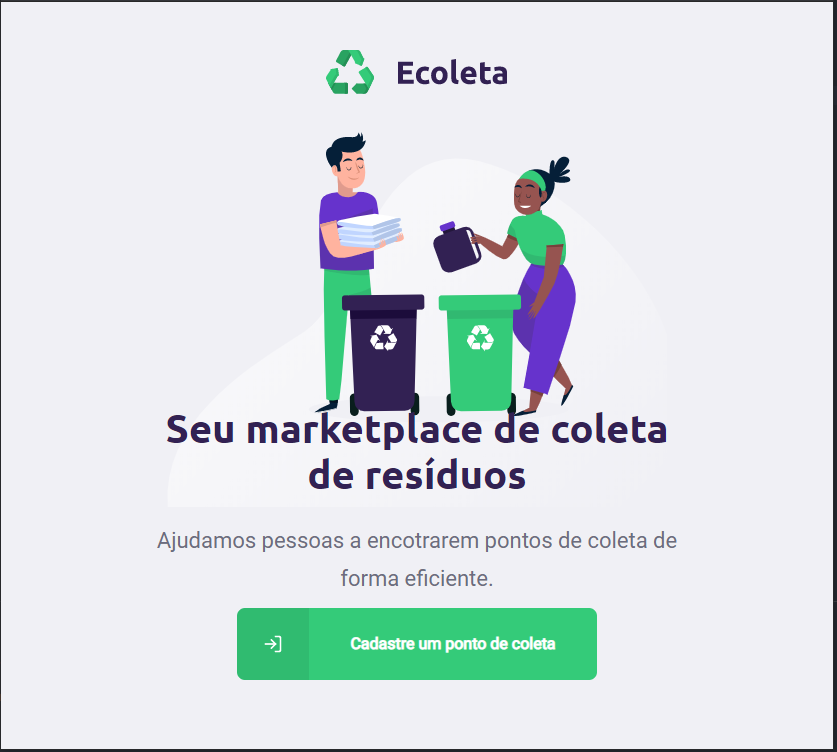 Ecoleta
Seu marketplace de coleta
de resíduos
Ajudamos pessoas a encotrarem pontos de coleta de
forma eficiente.
Cadastre um ponto de coleta